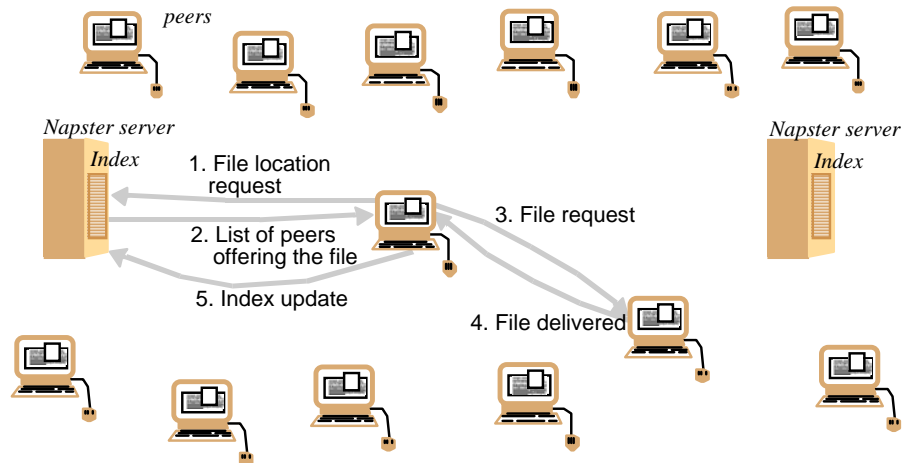 peers
Napster server
Index
Napster server
Index
1. File location
request
2. List of peers
offering the file
3. File request
5. Index update
4. File delivered